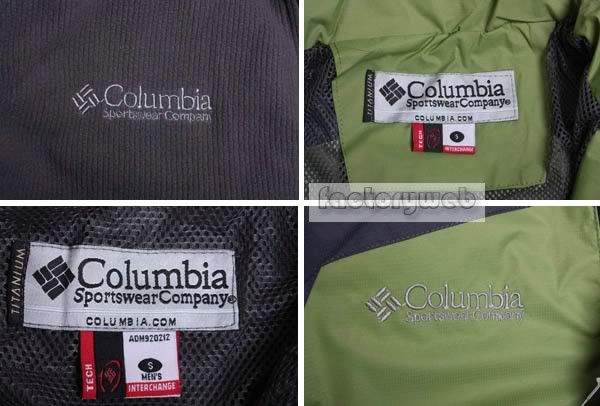 Columbia
Sportswear Company
TITANIUM
Columbia
Sportswear Company®
COLUMBIA.COM
TECH
S
INTERCHANGE
factoryweb
TITANIUM
Columbia
Sportswear Company®
COLUMBIA.COM
ADM920212
TECH
S
MEN'S
INTERCHANGE
Columbia
Sportswear Company